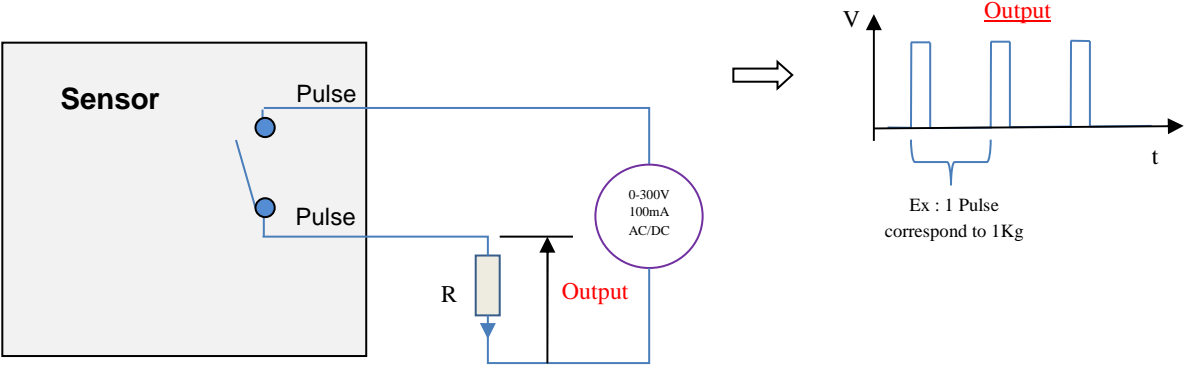 Sensor
Pulse
Pulse
0-300V
100mA
AC/DC
R
Output
Output
V
t
Ex : 1 Pulse
correspond to 1Kg